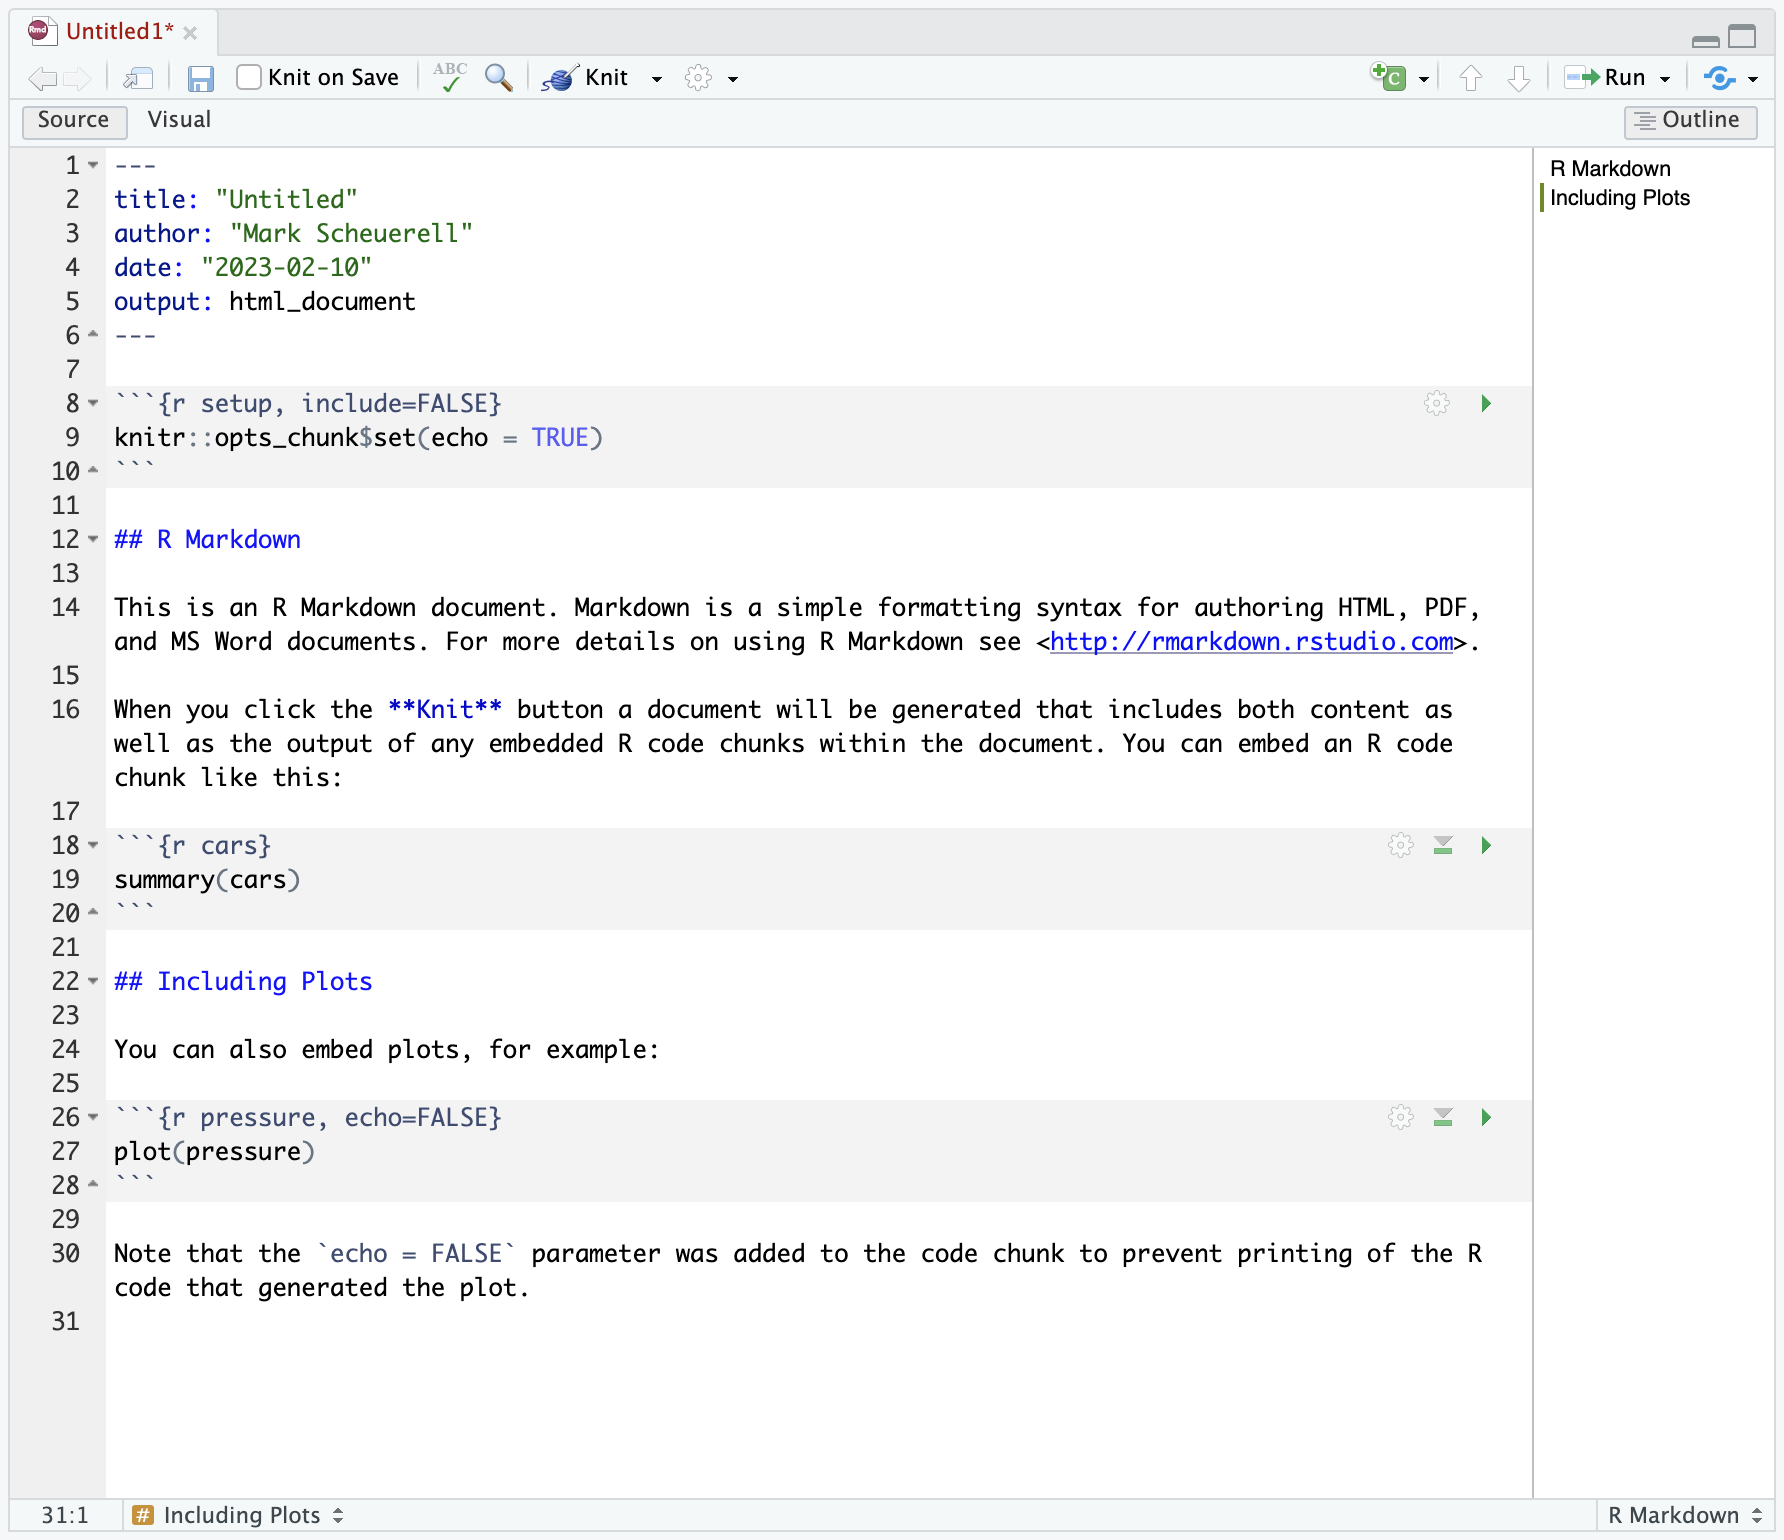 Untitled1*
Knit on Save ABC Knit C Run
Source Visual Outline
1 ---
2 title: "Untitled"
3 author: "Mark Scheuerell"
4 date: "2023-02-10"
5 output: html_document
6 ---
7
8 ```{r setup, include=FALSE}
9 knitr::opts_chunk$set(echo = TRUE)
10 ```
11
12 ## R Markdown
13
14 This is an R Markdown document. Markdown is a simple formatting syntax for authoring HTML, PDF,
and MS Word documents. For more details on using R Markdown see <http://rmarkdown.rstudio.com>.
15
16 When you click the **Knit** button a document will be generated that includes both content as
well as the output of any embedded R code chunks within the document. You can embed an R code
chunk like this:
17
18 ```{r cars}
19 summary(cars)
20 ```
21
22 ## Including Plots
23
24 You can also embed plots, for example:
25
26 ```{r pressure, echo=FALSE}
27 plot(pressure)
28 ```
29
30 Note that the `echo = FALSE` parameter was added to the code chunk to prevent printing of the R
code that generated the plot.
31
R Markdown
Including Plots
31:1 # Including Plots R Markdown